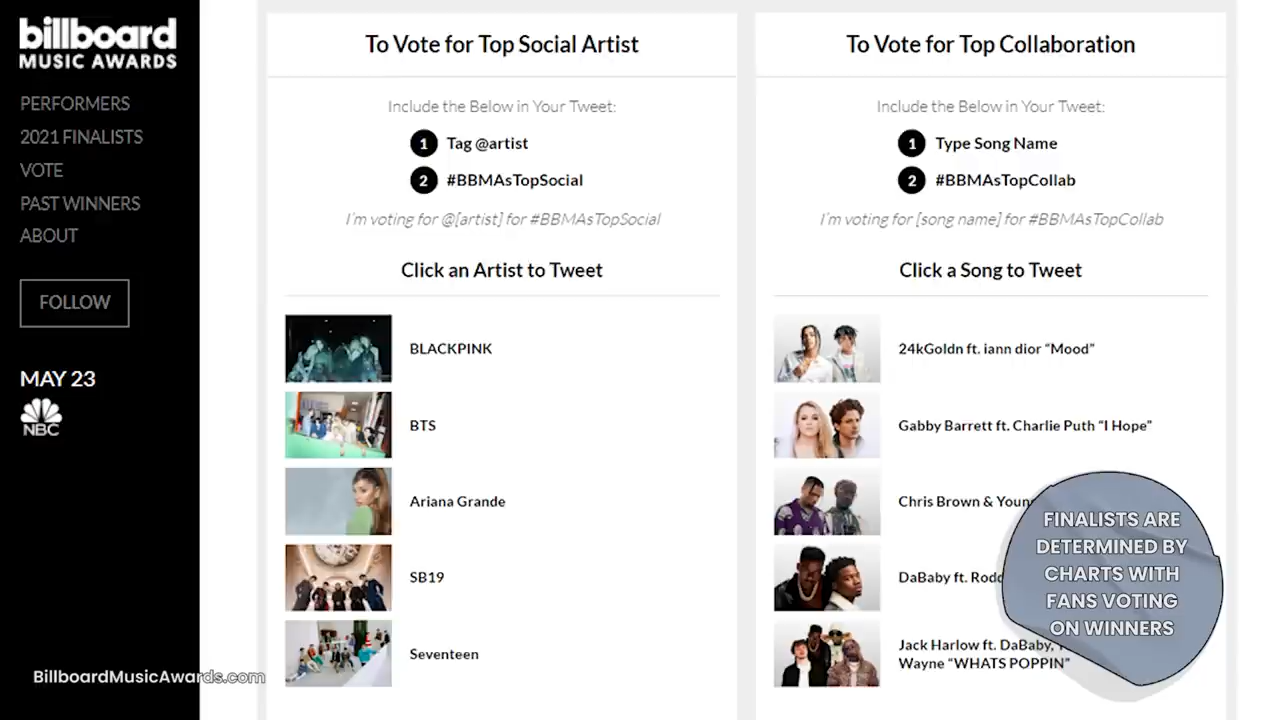 billboard
MUSIC AWARDS
PERFORMERS
2021 FINALISTS
VOTE
PAST WINNERS
ABOUT
FOLLOW
MAY 23
NBC
BillboardMusicAwards.com
To Vote for Top Social Artist
Include the Below in Your Tweet:
1 Tag @artist
2 #BBMAsTopSocial
I'm voting for @[artist] for #BBMAsTopSocial
Click an Artist to Tweet
BLACKPINK
BTS
Ariana Grande
SB19
Seventeen
To Vote for Top Collaboration
Include the Below in Your Tweet:
1 Type Song Name
2 #BBMAsTopCollab
I'm voting for [song name] for #BBMAsTopCollab
Click a Song to Tweet
24kGoldn ft. iann dior “Mood”
Gabby Barrett ft. Charlie Puth “I Hope”
Chris Brown &
DaBaby ft.
Jack Harlow ft. DaBaby,
Wayne “WHATS POPPIN”
FINALISTS ARE
DETERMINED BY
CHARTS WITH
FANS VOTING
ON WINNERS